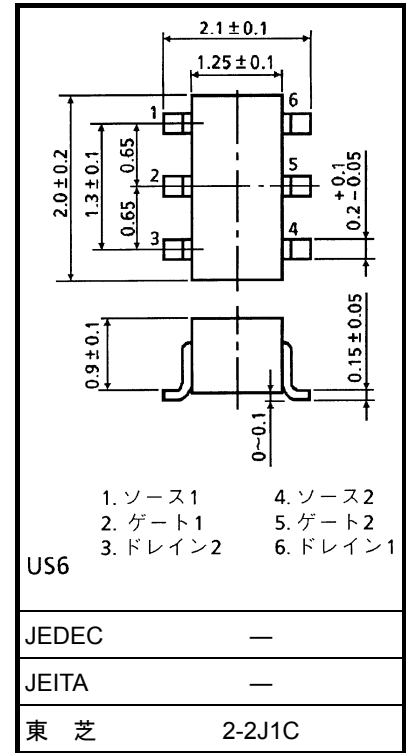 2.1±0.1
1.25±0.1
1
6
2.0±0.2
1.3±0.1
0.65
0.65
2
5
3
4
+0.1
0.2-0.05
0.9±0.1
0.15±0.05
0~0.1
1. ソース1 4. ソース2
2. ゲート1 5. ゲート2
3. ドレイン2 6. ドレイン1
US6
JEDEC —
JEITA —
東 芝 2-2J1C